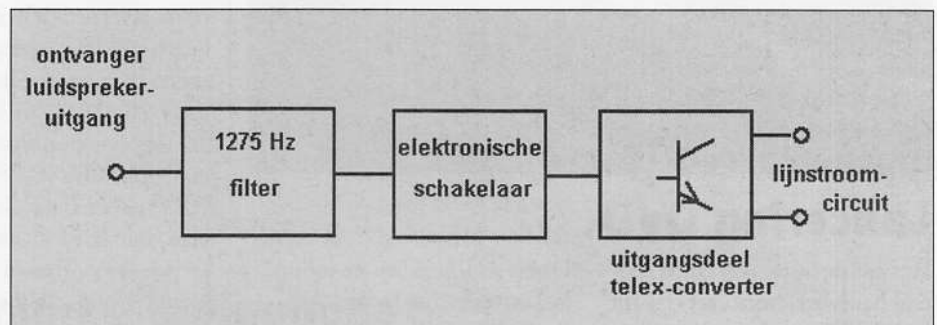 ontvanger
luidspreker-
uitgang
1275 Hz
filter
elektronische
schakelaar
lijnstroom-
circuit
uitgangsdeel
telex-converter